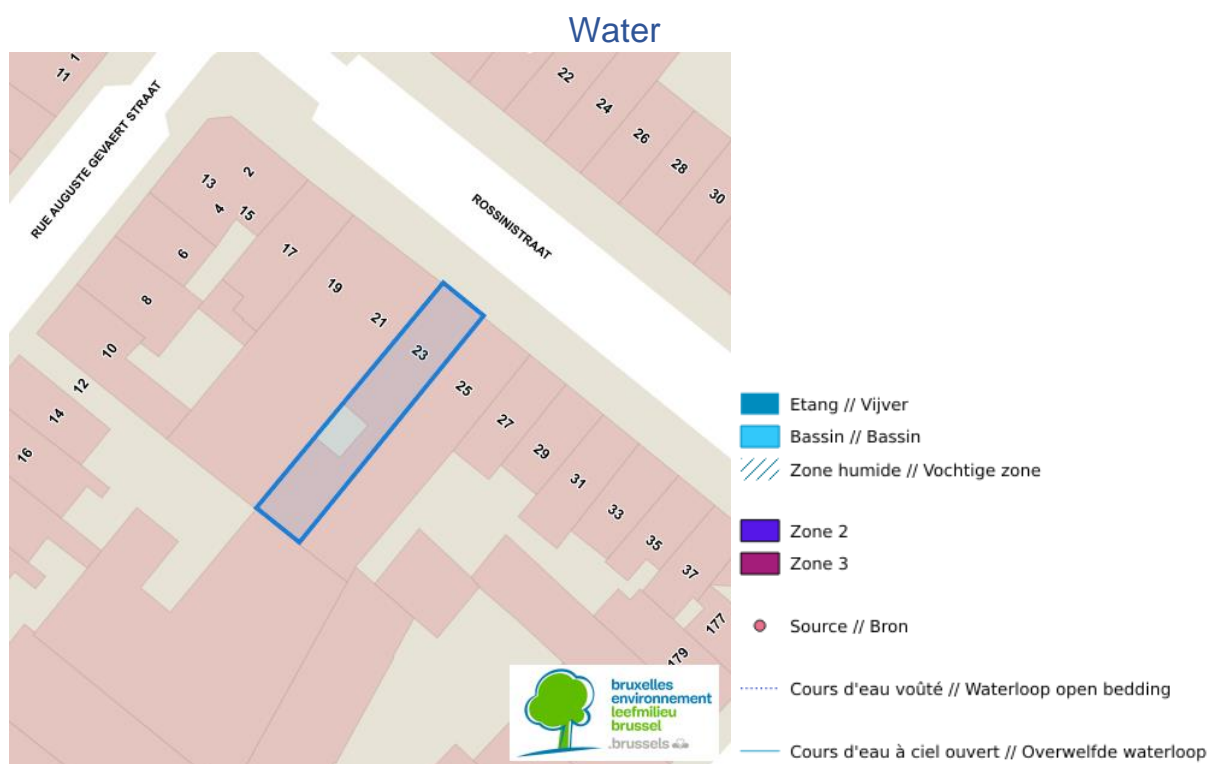 Water
11
1
RUE AUGUSTE GEVAERT STRAAT
ROSSINISTRAAT
22
24
26
28
30
13
2
4
15
6
17
8
19
10
21
12
23
14
25
16
27
29
31
33
35
37
177
179
bruxelles
environnement
leefmilieu
brussel
.brussels
Etang // Vijver
Bassin // Bassin
Zone humide // Vochtige zone
Zone 2
Zone 3
Source // Bron
Cours d'eau voûté // Waterloop open bedding
Cours d'eau à ciel ouvert // Overwelfde waterloop